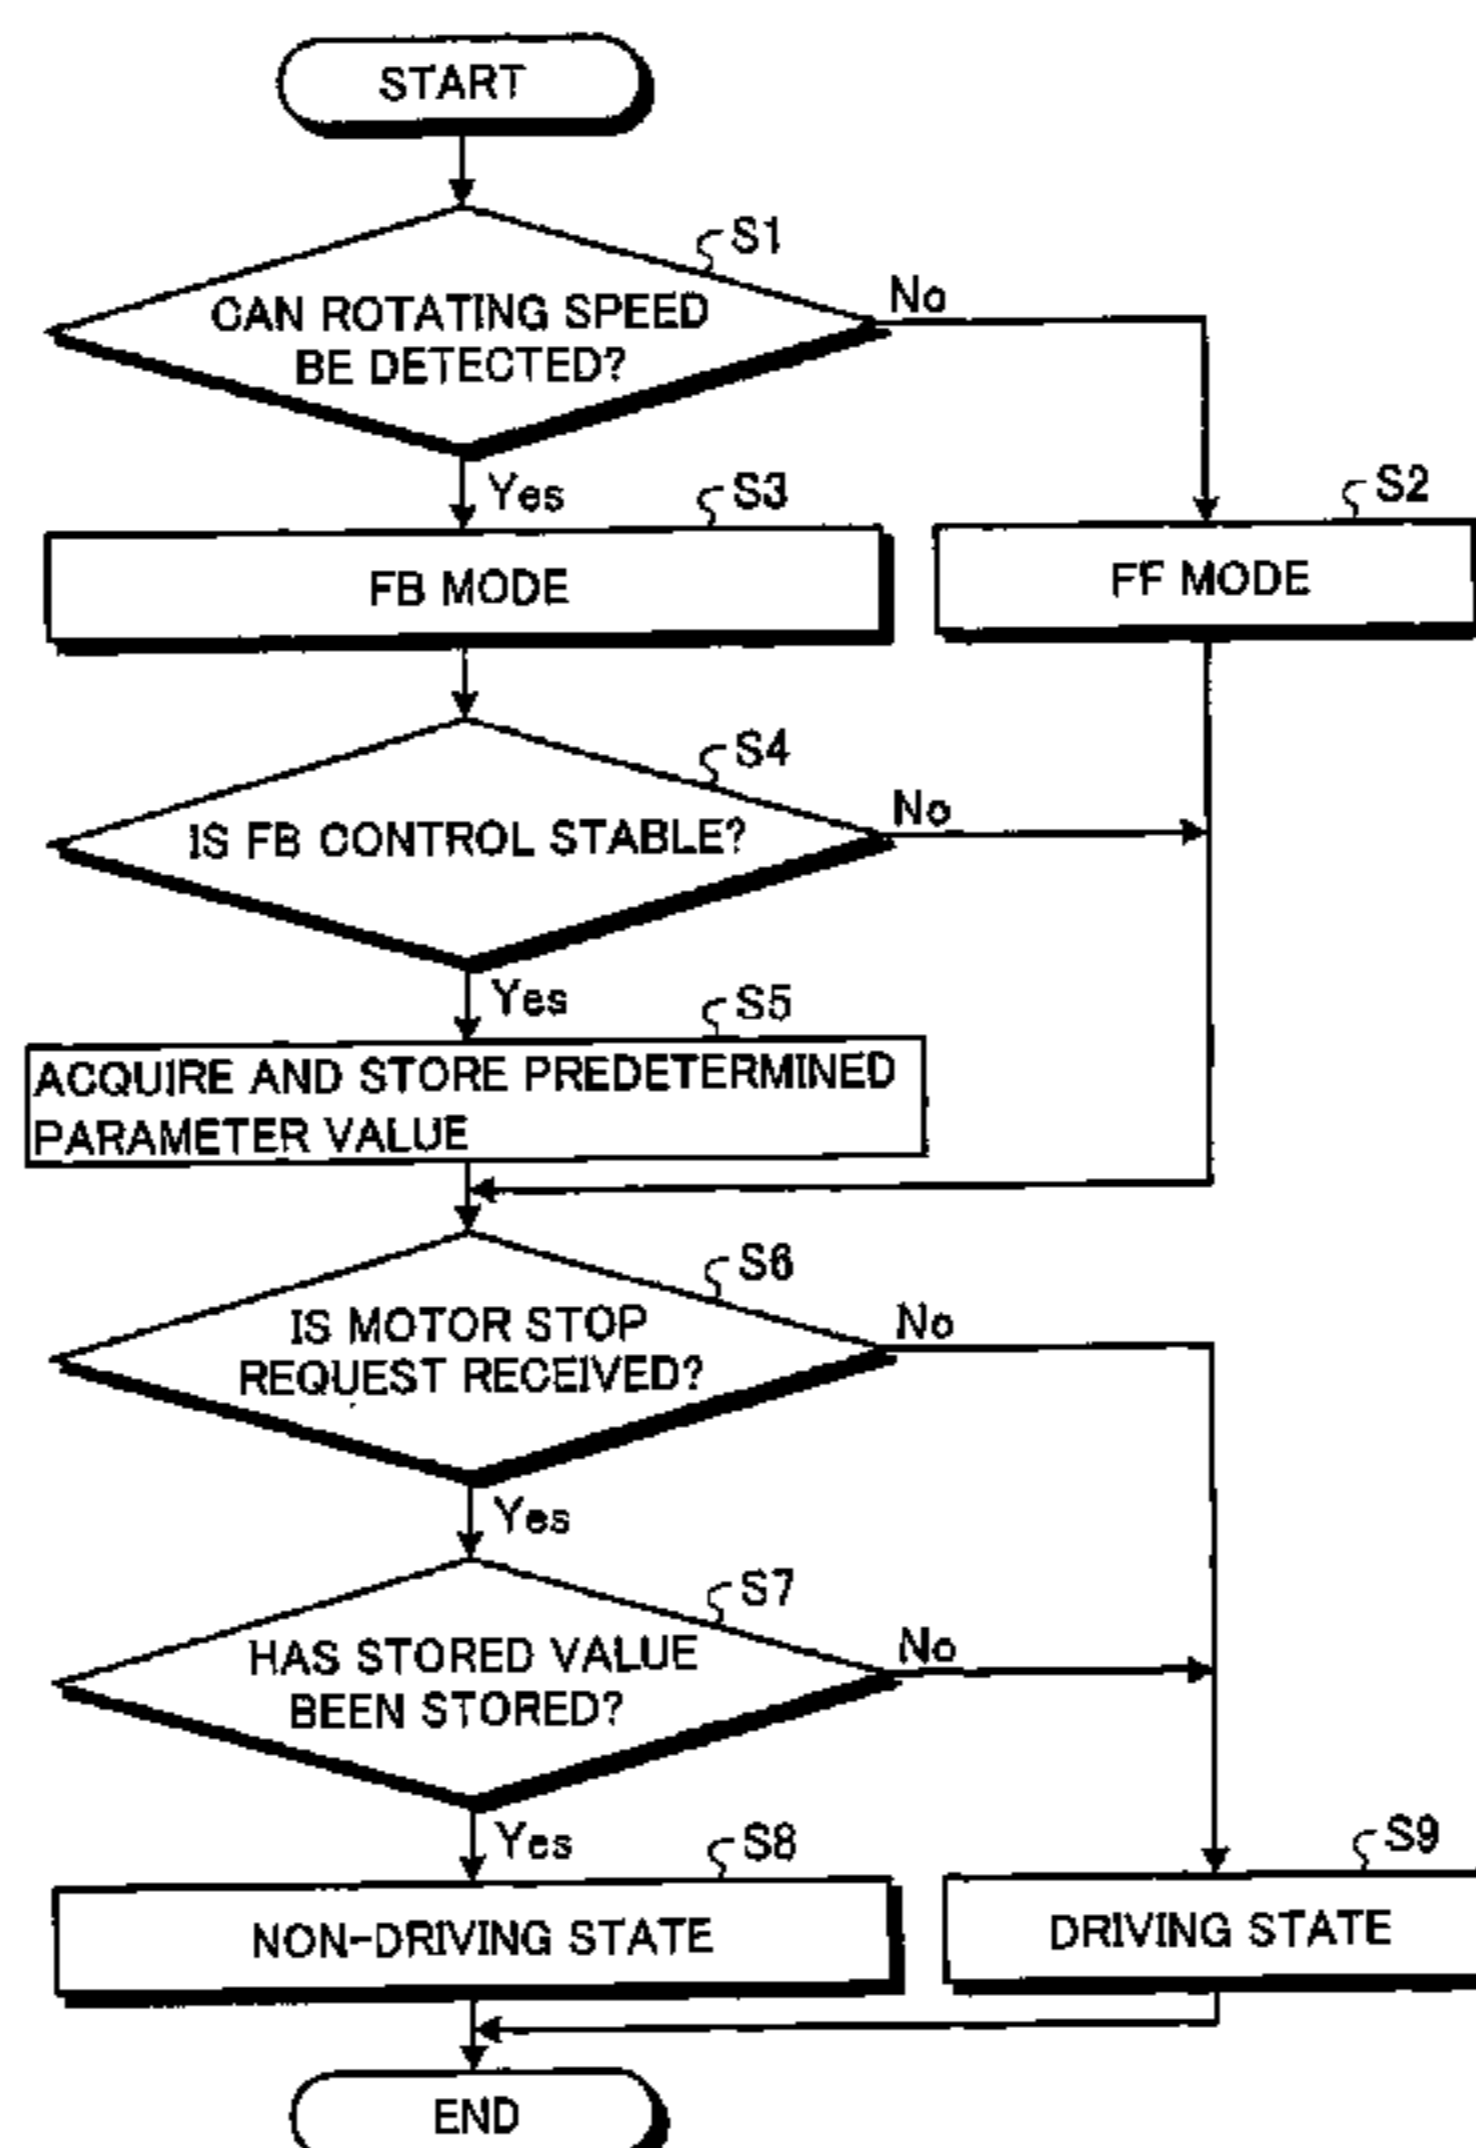 START
S1
CAN ROTATING SPEED
BE DETECTED?
No
Yes
S3
FB MODE
S2
FF MODE
S4
IS FB CONTROL STABLE?
No
Yes
S5
ACQUIRE AND STORE PREDETERMINED
PARAMETER VALUE
S6
IS MOTOR STOP
REQUEST RECEIVED?
No
Yes
S7
HAS STORED VALUE
BEEN STORED?
No
Yes
S8
NON-DRIVING STATE
S9
DRIVING STATE
END